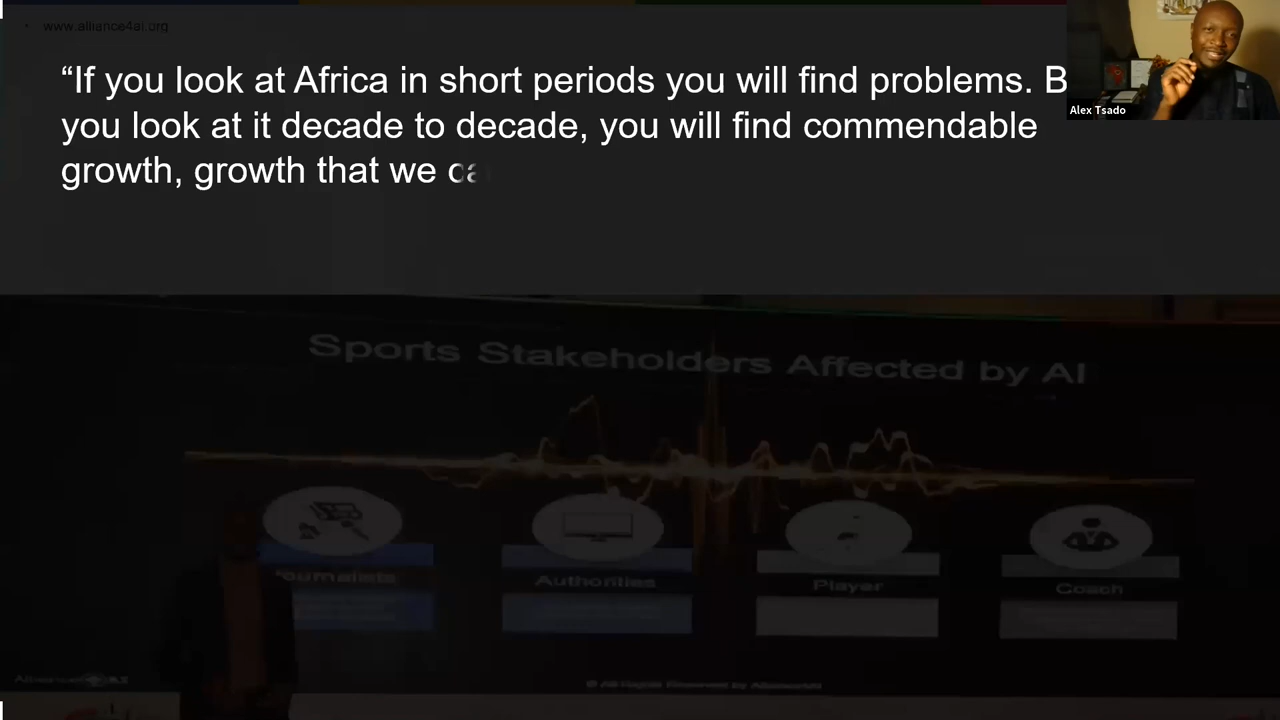 www.alliance4ai.org
“If you look at Africa in short periods you will find problems. B
you look at it decade to decade, you will find commendable
growth, growth that we ca
Alex Tsado
Sports Stakeholders Affected by AI
Journalists
Authorities
Player
Coach